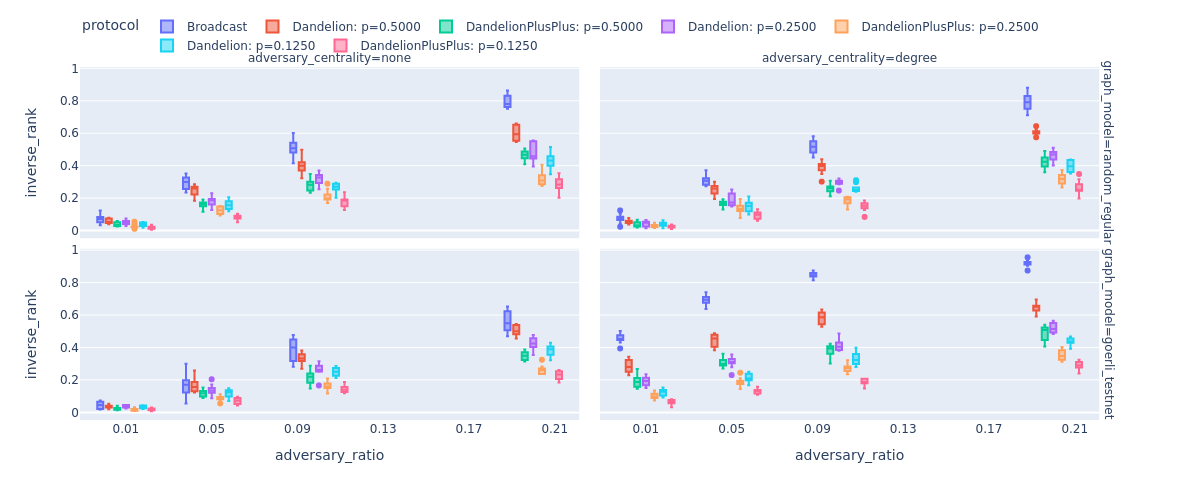 protocol
Broadcast Dandelion: p=0.5000 DandelionPlusPlus: p=0.5000 Dandelion: p=0.2500 DandelionPlusPlus: p=0.2500
Dandelion: p=0.1250 DandelionPlusPlus: p=0.1250
adversary_centrality=none adversary_centrality=degree
1
0.8
0.6
0.4
0.2
0
inverse_rank
graph_model=random_regular
1
0.8
0.6
0.4
0.2
0
inverse_rank
graph_model=goerli_testnet
0.01 0.05 0.09 0.13 0.17 0.21 0.01 0.05 0.09 0.13 0.17 0.21
adversary_ratio adversary_ratio